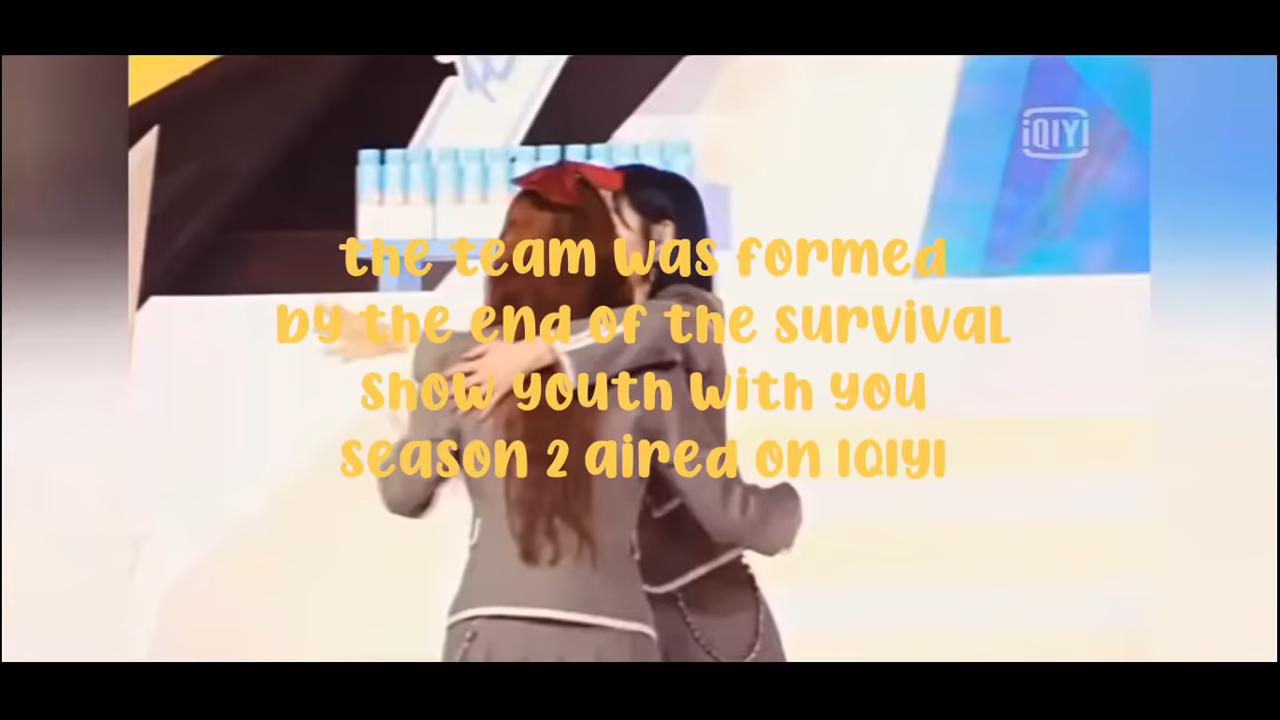 iQIYI
the team was formed
by the end of the survival
show youth with you
season 2 aired on IQIYI